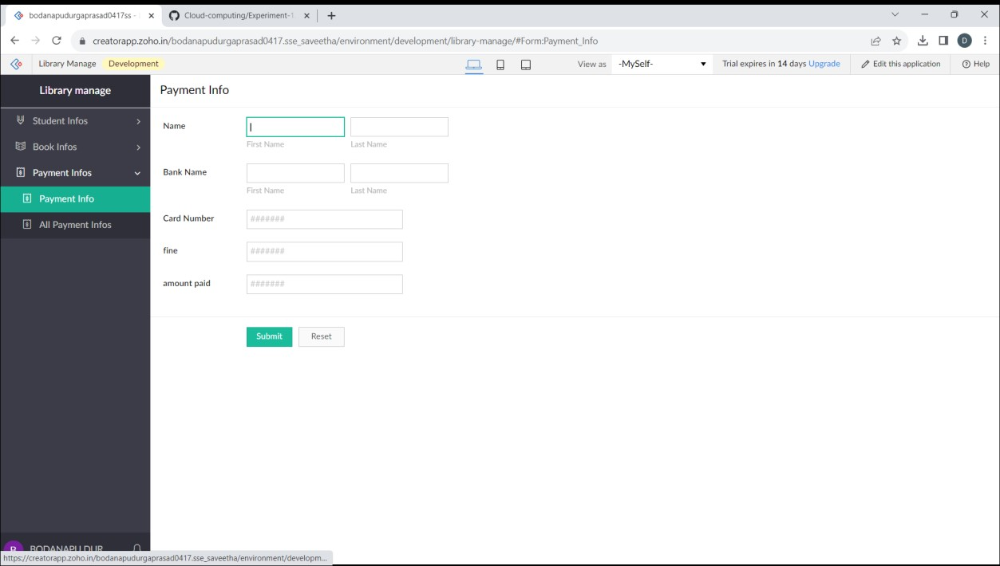 bodanapudurgaprasad0417ss -
Cloud-computing/Experiment-1
creatorapp.zoho.in/bodanapudurgaprasad0417.sse_saveetha/environment/development/library-manage/#Form:Payment_Info
D
Library Manage Development View as -MySelf- Trial expires in 14 days Upgrade Edit this application Help
Library manage
Payment Info
Student Infos
Book Infos
Payment Infos
Payment Info
All Payment Infos
Name
First Name Last Name
Bank Name
First Name Last Name
Card Number #######
fine #######
amount paid #######
Submit Reset
B BODANAPU DUR
https://creatorapp.zoho.in/bodanapudurgaprasad0417.sse_saveetha/environment/developm...